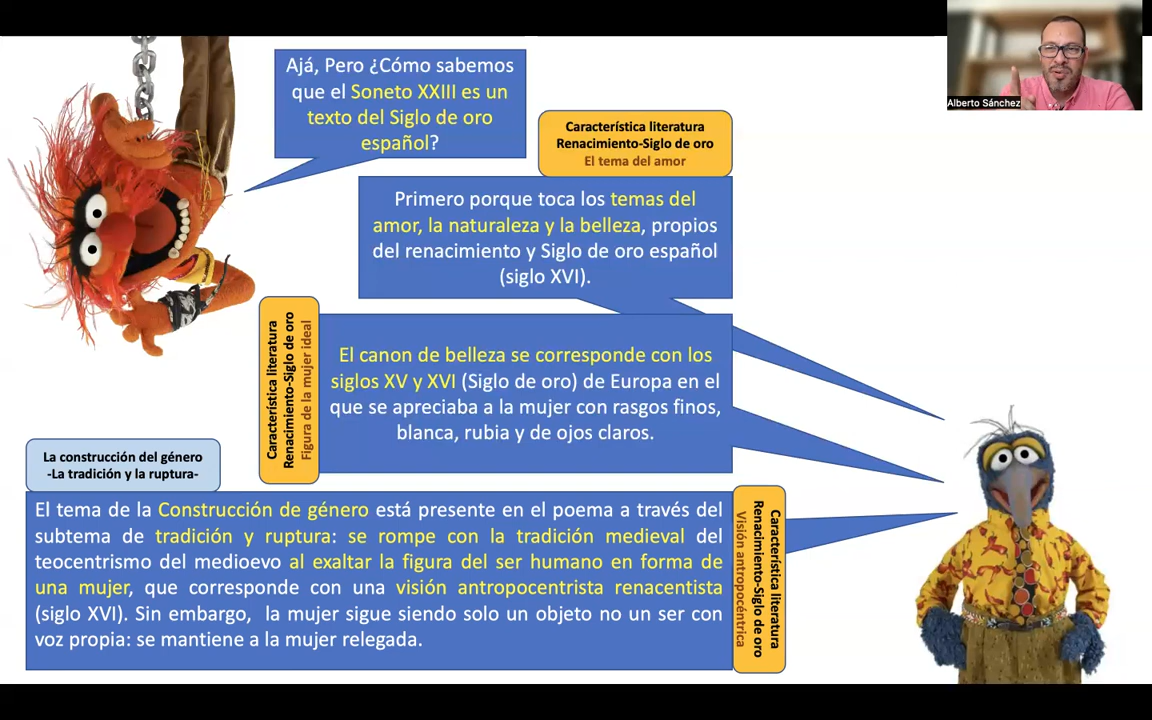 Alberto Sánchez
Ajá, Pero ¿Cómo sabemos
que el Soneto XXIII es un
texto del Siglo de oro
español?
Característica literatura
Renacimiento-Siglo de oro
El tema del amor
Primero porque toca los temas del
amor, la naturaleza y la belleza, propios
del renacimiento y Siglo de oro español
(siglo XVI).
Característica literatura
Renacimiento-Siglo de oro
Figura de la mujer ideal
El canon de belleza se corresponde con los
siglos XV y XVI (Siglo de oro) de Europa en el
que se apreciaba a la mujer con rasgos finos,
blanca, rubia y de ojos claros.
La construcción del género
-La tradición y la ruptura-
El tema de la Construcción de género está presente en el poema a través del
subtema de tradición y ruptura: se rompe con la tradición medieval del
teocentrismo del medioevo al exaltar la figura del ser humano en forma de
una mujer, que corresponde con una visión antropocentrista renacentista
(siglo XVI). Sin embargo, la mujer sigue siendo solo un objeto no un ser con
voz propia: se mantiene a la mujer relegada.
Característica literatura
Renacimiento-Siglo de oro
Visión antropocéntrica